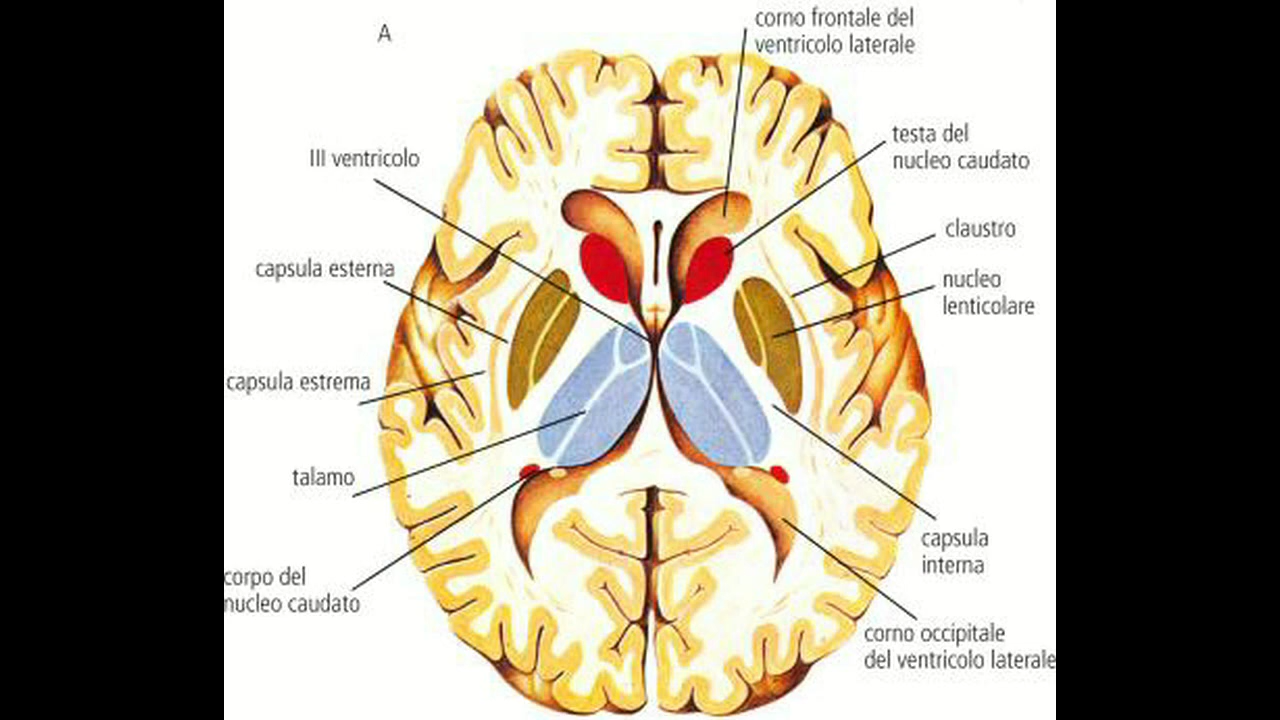 A
corno frontale del
ventricolo laterale
testa del
nucleo caudato
III ventricolo
claustro
capsula esterna
nucleo
lenticolare
capsula estrema
talamo
capsula
interna
corpo del
nucleo caudato
corno occipitale
del ventricolo laterale